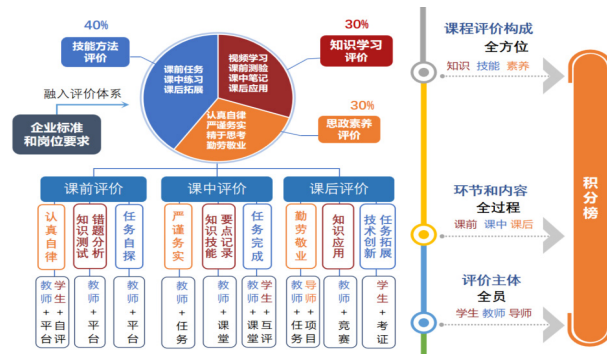 40%
技能方法
评价
30%
知识学习
评价
课前任务
课中练习
课后拓展
视频学习
课前测验
课中笔记
课后应用
认真自律
严谨务实
精于思考
勤劳敬业
30%
思政素养
评价
融入评价体系
企业标准
和岗位要求
课前评价
课中评价
课后评价
认真自律
知识测试
错题分析
任务自探
严谨务实
知识技能
要点记录
任务完成
勤劳敬业
知识应用
技术创新
任务拓展
教师+平台
学生+自评
教师+平台
教师+平台
教师+任务
教师+课堂
教师+课堂
学生+互评
教师+任务
导师+项目
教师+竞赛
学生+考证
课程评价构成
全方位
知识 技能 素养
环节和内容
全过程
课前 课中 课后
评价主体
全员
学生 教师 导师
积分榜